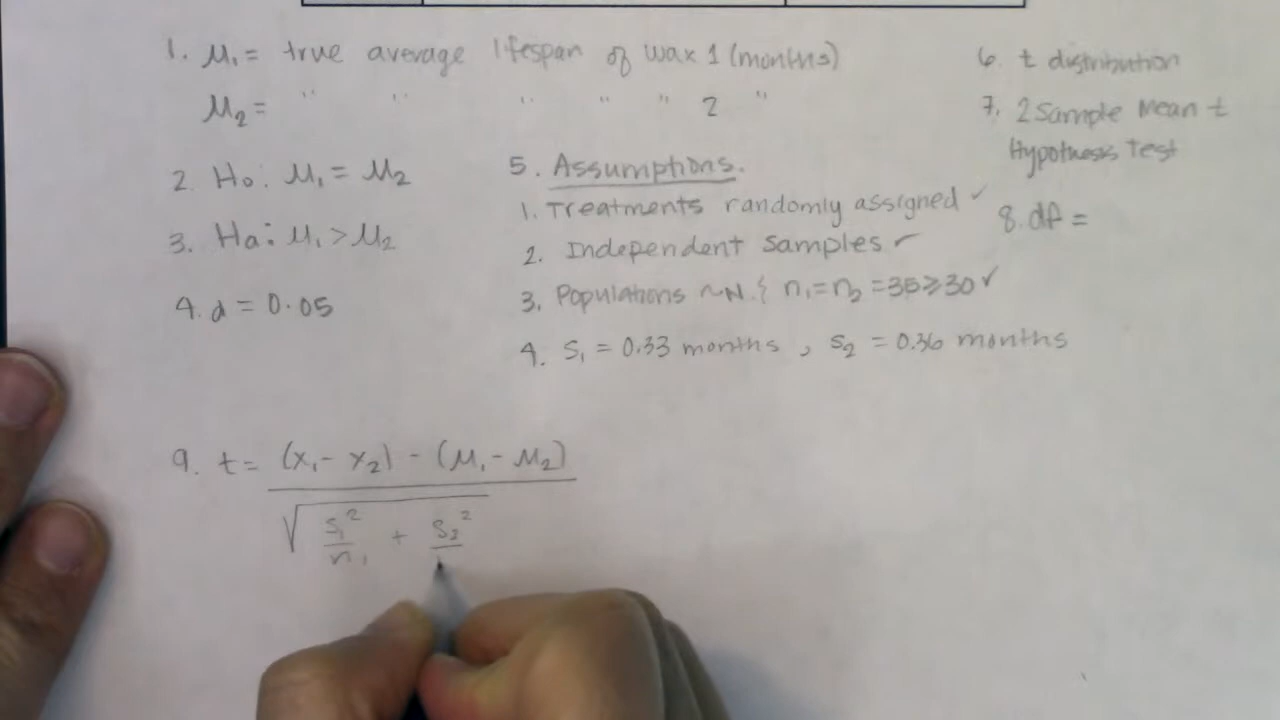 1. μ₁ = true average lifespan of wax 1 (months)
μ₂ = " " " " " 2 "
2. Ho: μ₁ = μ₂
3. Ha: μ₁ > μ₂
4. α = 0.05
5. Assumptions.
1. Treatments randomly assigned ✓
2. Independent samples ✓
3. Populations ~N. { n₁ = n₂ = 35 ≥ 30 ✓
4. S₁ = 0.33 months , S₂ = 0.36 months
6. t distribution
7. 2 Sample Mean t
Hypothesis Test
8. df =
9. t = (x₁ - x₂) - (μ₁ - μ₂)
√ S₁²/n₁ + S₂²/